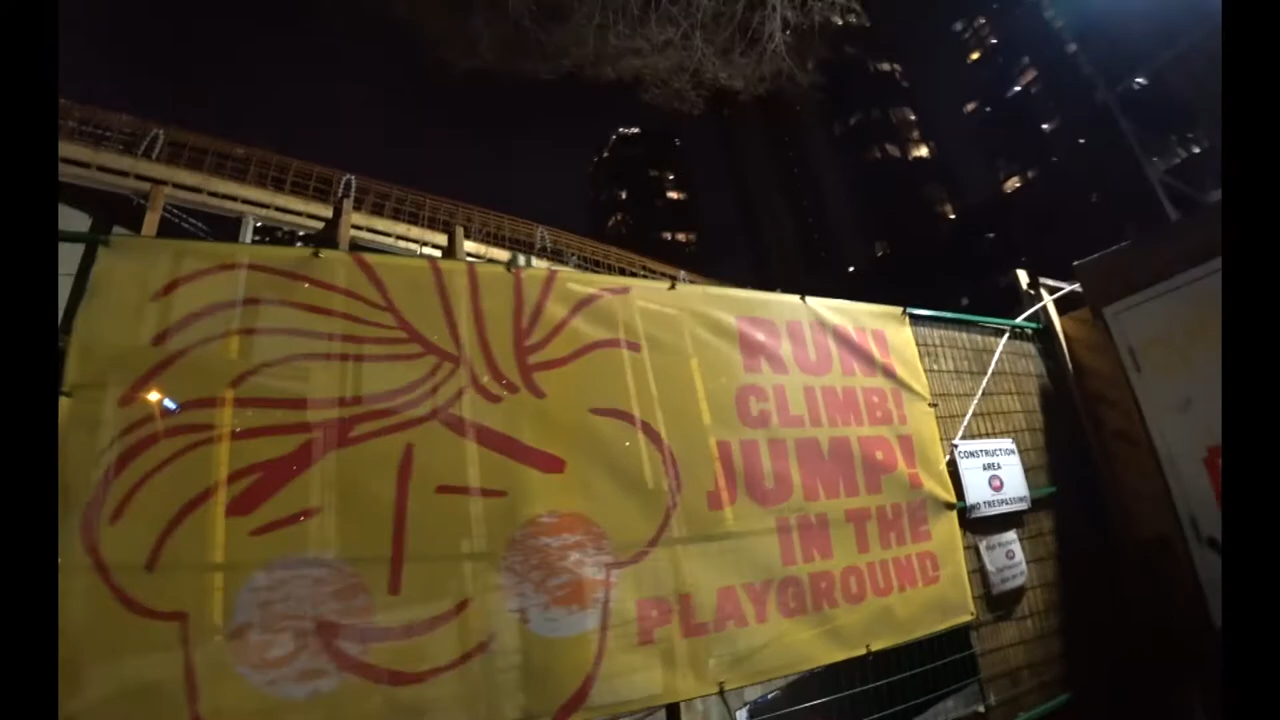 RUN!
CLIMB!
JUMP!
IN THE
PLAYGROUND
CONSTRUCTION
AREA
NO TRESPASSING